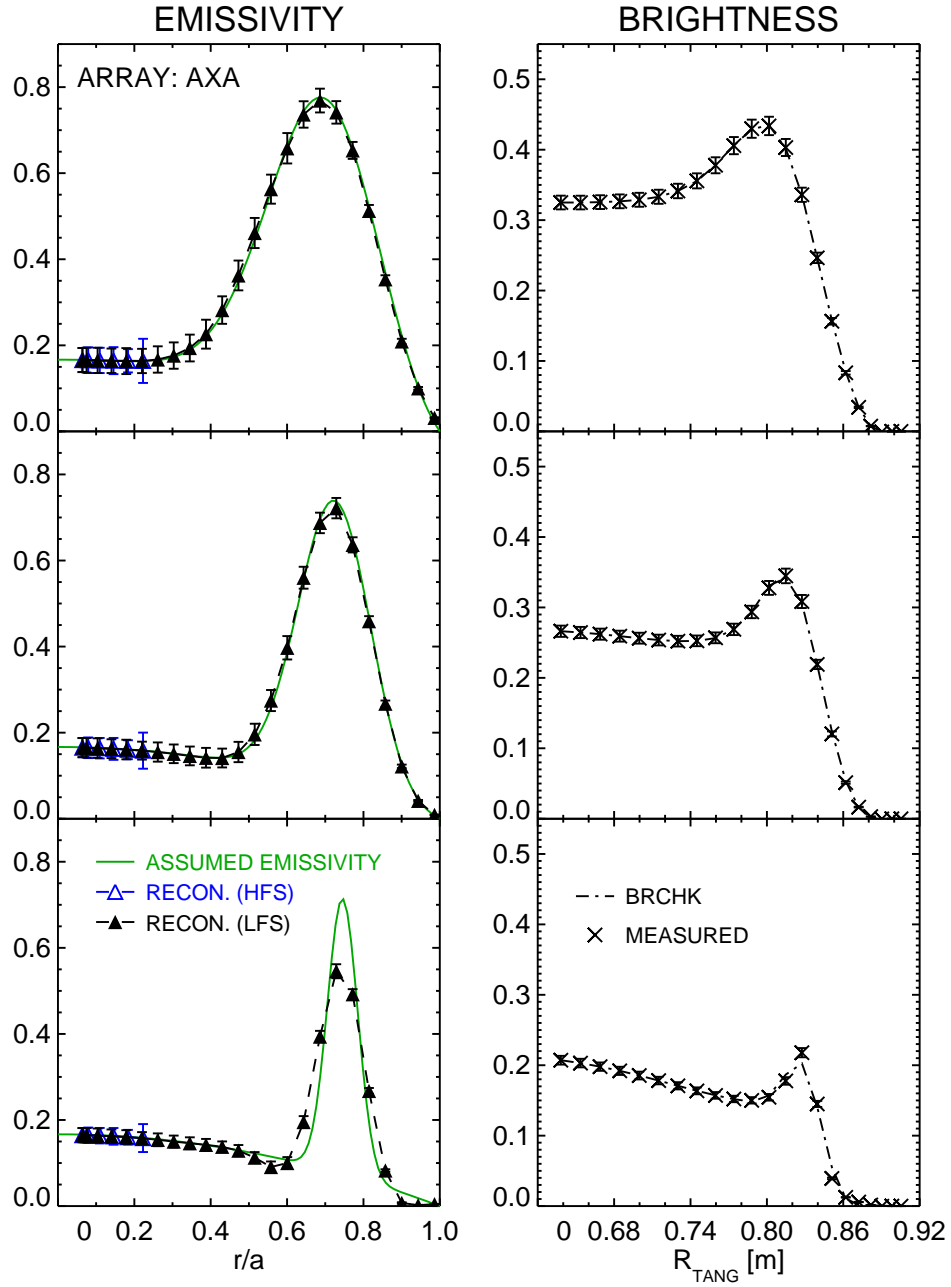 EMISSIVITY
BRIGHTNESS
ARRAY: AXA
0.8
0.6
0.4
0.2
0.0
0.5
0.4
0.3
0.2
0.1
0.0
0.8
0.6
0.4
0.2
0.0
0.5
0.4
0.3
0.2
0.1
0.0
ASSUMED EMISSIVITY
RECON. (HFS)
RECON. (LFS)
0.8
0.6
0.4
0.2
0.0
BRCHK
MEASURED
0.5
0.4
0.3
0.2
0.1
0.0
0 0.2 0.4 0.6 0.8 1.0
r/a
0 0.68 0.74 0.80 0.86 0.92
R_TANG [m]